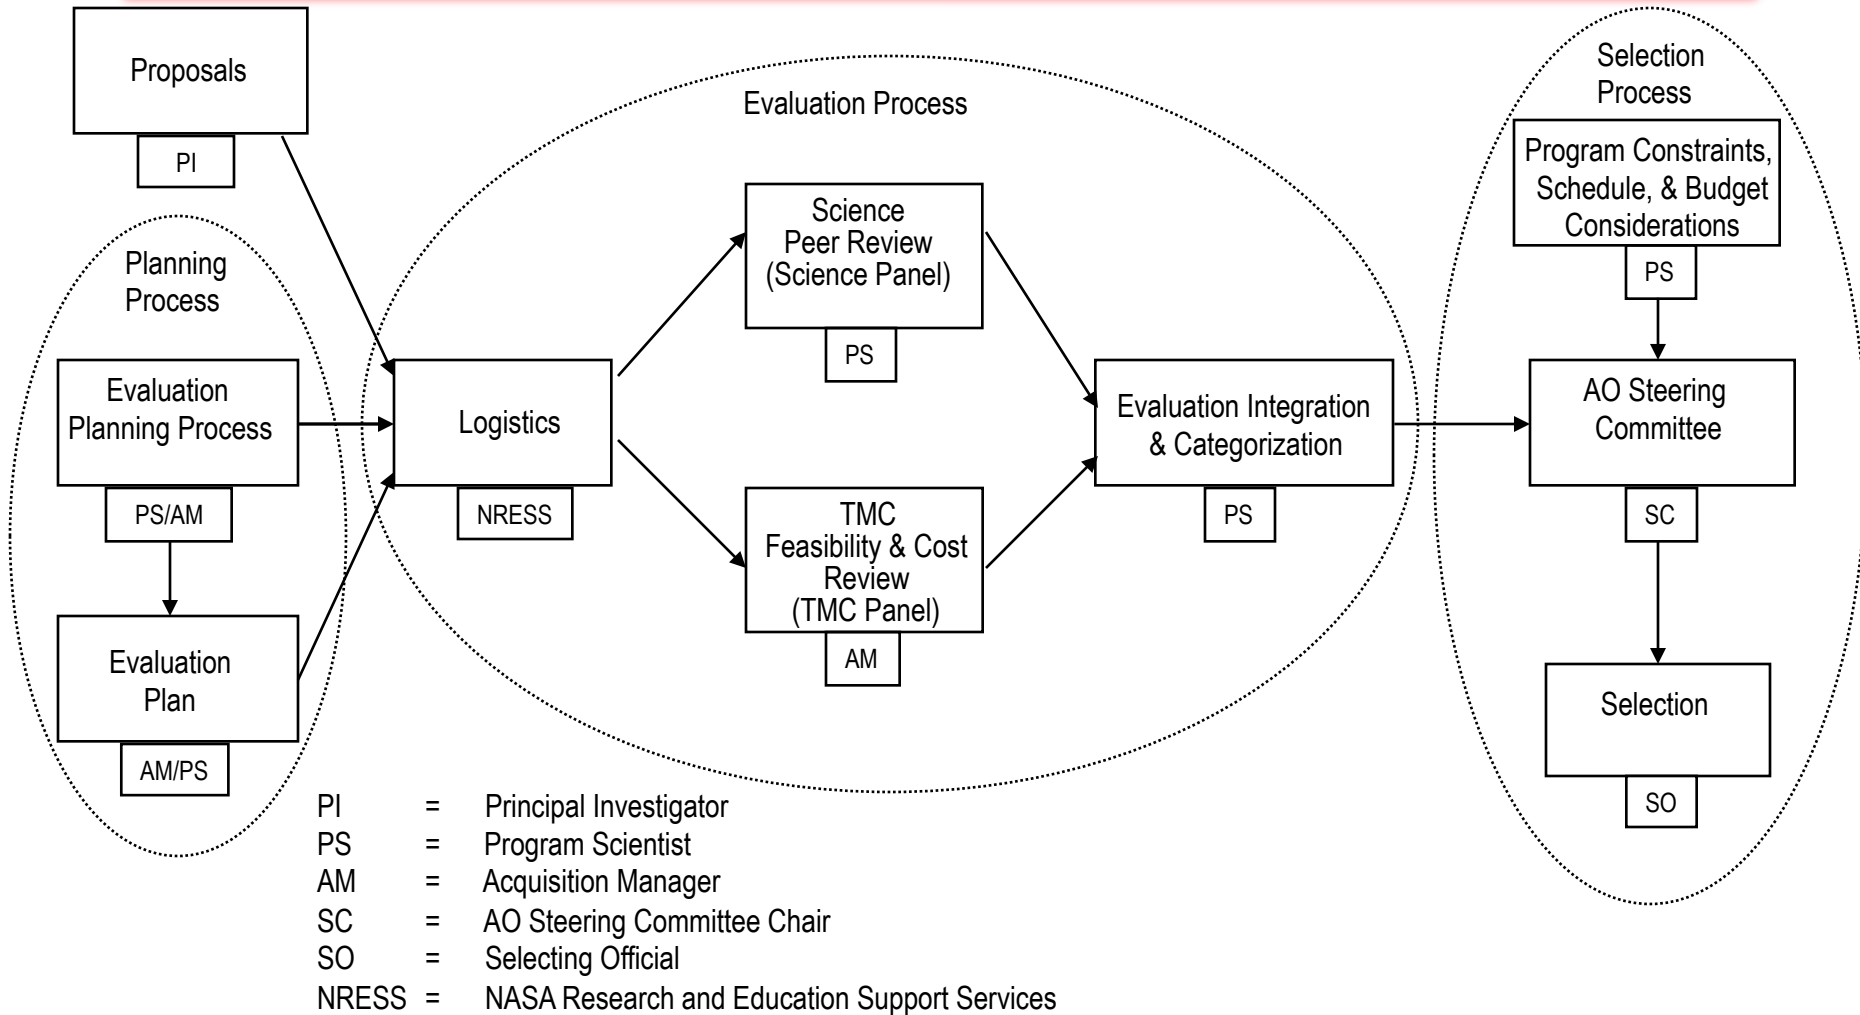 Proposals
PI
Planning
Process
Evaluation
Planning Process
PS/AM
Evaluation
Plan
AM/PS
Evaluation Process
Logistics
NRESS
Science
Peer Review
(Science Panel)
PS
TMC
Feasibility & Cost
Review
(TMC Panel)
AM
Evaluation Integration
& Categorization
PS
Selection
Process
Program Constraints,
Schedule, & Budget
Considerations
PS
AO Steering
Committee
SC
Selection
SO
PI = Principal Investigator
PS = Program Scientist
AM = Acquisition Manager
SC = AO Steering Committee Chair
SO = Selecting Official
NRESS = NASA Research and Education Support Services